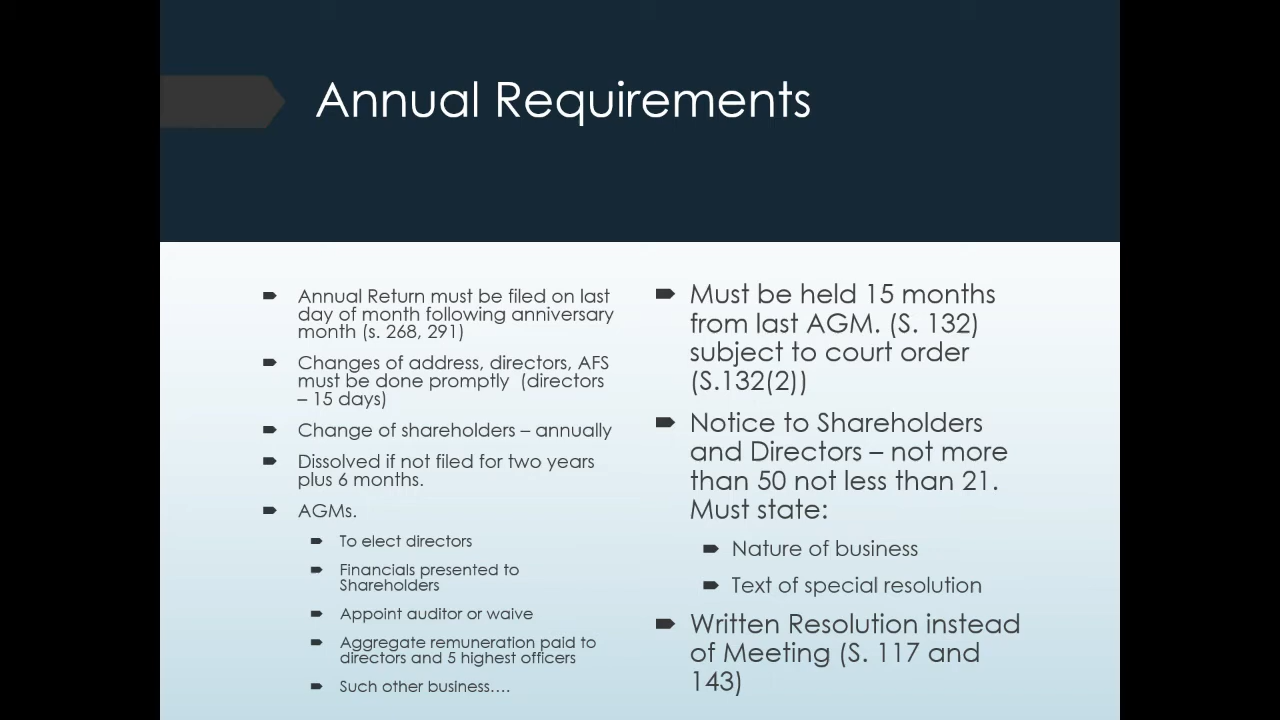 Annual Requirements
Annual Return must be filed on last
day of month following anniversary
month (s. 268, 291)
Changes of address, directors, AFS
must be done promptly  (directors
– 15 days)
Change of shareholders – annually
Dissolved if not filed for two years
plus 6 months.
AGMs.
To elect directors
Financials presented to
Shareholders
Appoint auditor or waive
Aggregate remuneration paid to
directors and 5 highest officers
Such other business….
Must be held 15 months
from last AGM. (S. 132)
subject to court order
(S.132(2))
Notice to Shareholders
and Directors – not more
than 50 not less than 21.
Must state:
Nature of business
Text of special resolution
Written Resolution instead
of Meeting (S. 117 and
143)